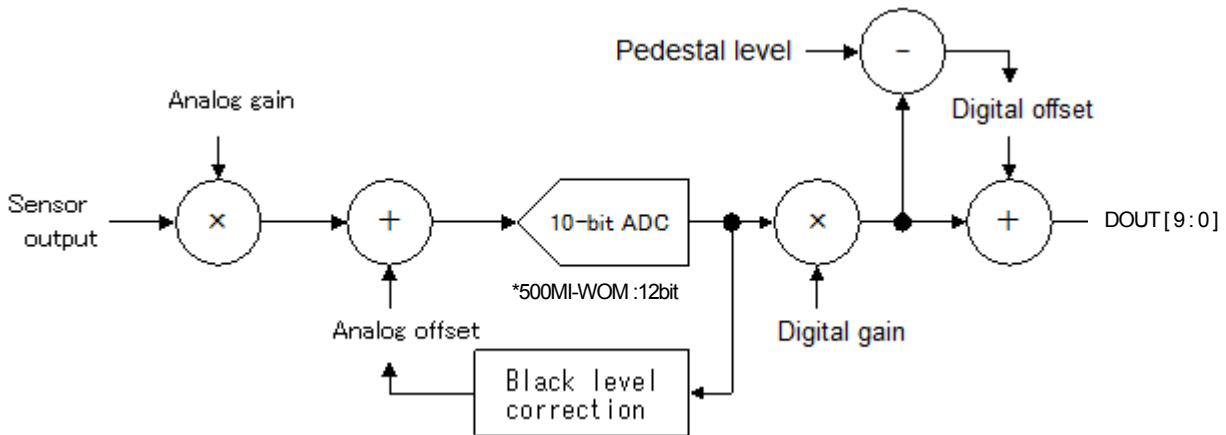 Pedestal level
-
Analog gain
Digital offset
Sensor
output
×
+
10-bit ADC
×
+
DOUT[9:0]
*500MI-WOM :12bit
Analog offset
Digital gain
Black level
correction